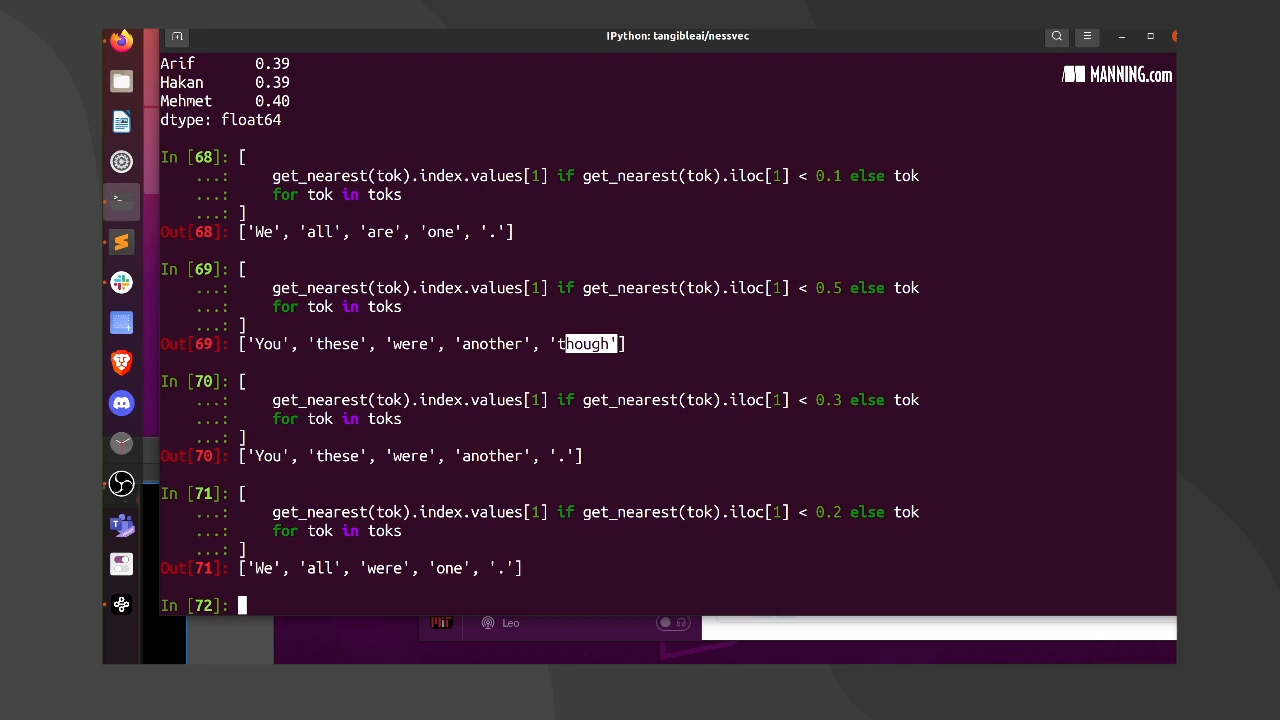 IPython: tangibleai/nessvec
MANNING.com
Arif       0.39
Hakan      0.39
Mehmet     0.40
dtype: float64
In [68]: [
    ...:     get_nearest(tok).index.values[1] if get_nearest(tok).iloc[1] < 0.1 else tok
    ...:     for tok in toks
    ...: ]
Out[68]: ['We', 'all', 'are', 'one', '.']
In [69]: [
    ...:     get_nearest(tok).index.values[1] if get_nearest(tok).iloc[1] < 0.5 else tok
    ...:     for tok in toks
    ...: ]
Out[69]: ['You', 'these', 'were', 'another', 'though']
In [70]: [
    ...:     get_nearest(tok).index.values[1] if get_nearest(tok).iloc[1] < 0.3 else tok
    ...:     for tok in toks
    ...: ]
Out[70]: ['You', 'these', 'were', 'another', '.']
In [71]: [
    ...:     get_nearest(tok).index.values[1] if get_nearest(tok).iloc[1] < 0.2 else tok
    ...:     for tok in toks
    ...: ]
Out[71]: ['We', 'all', 'were', 'one', '.']
In [72]:
Leo